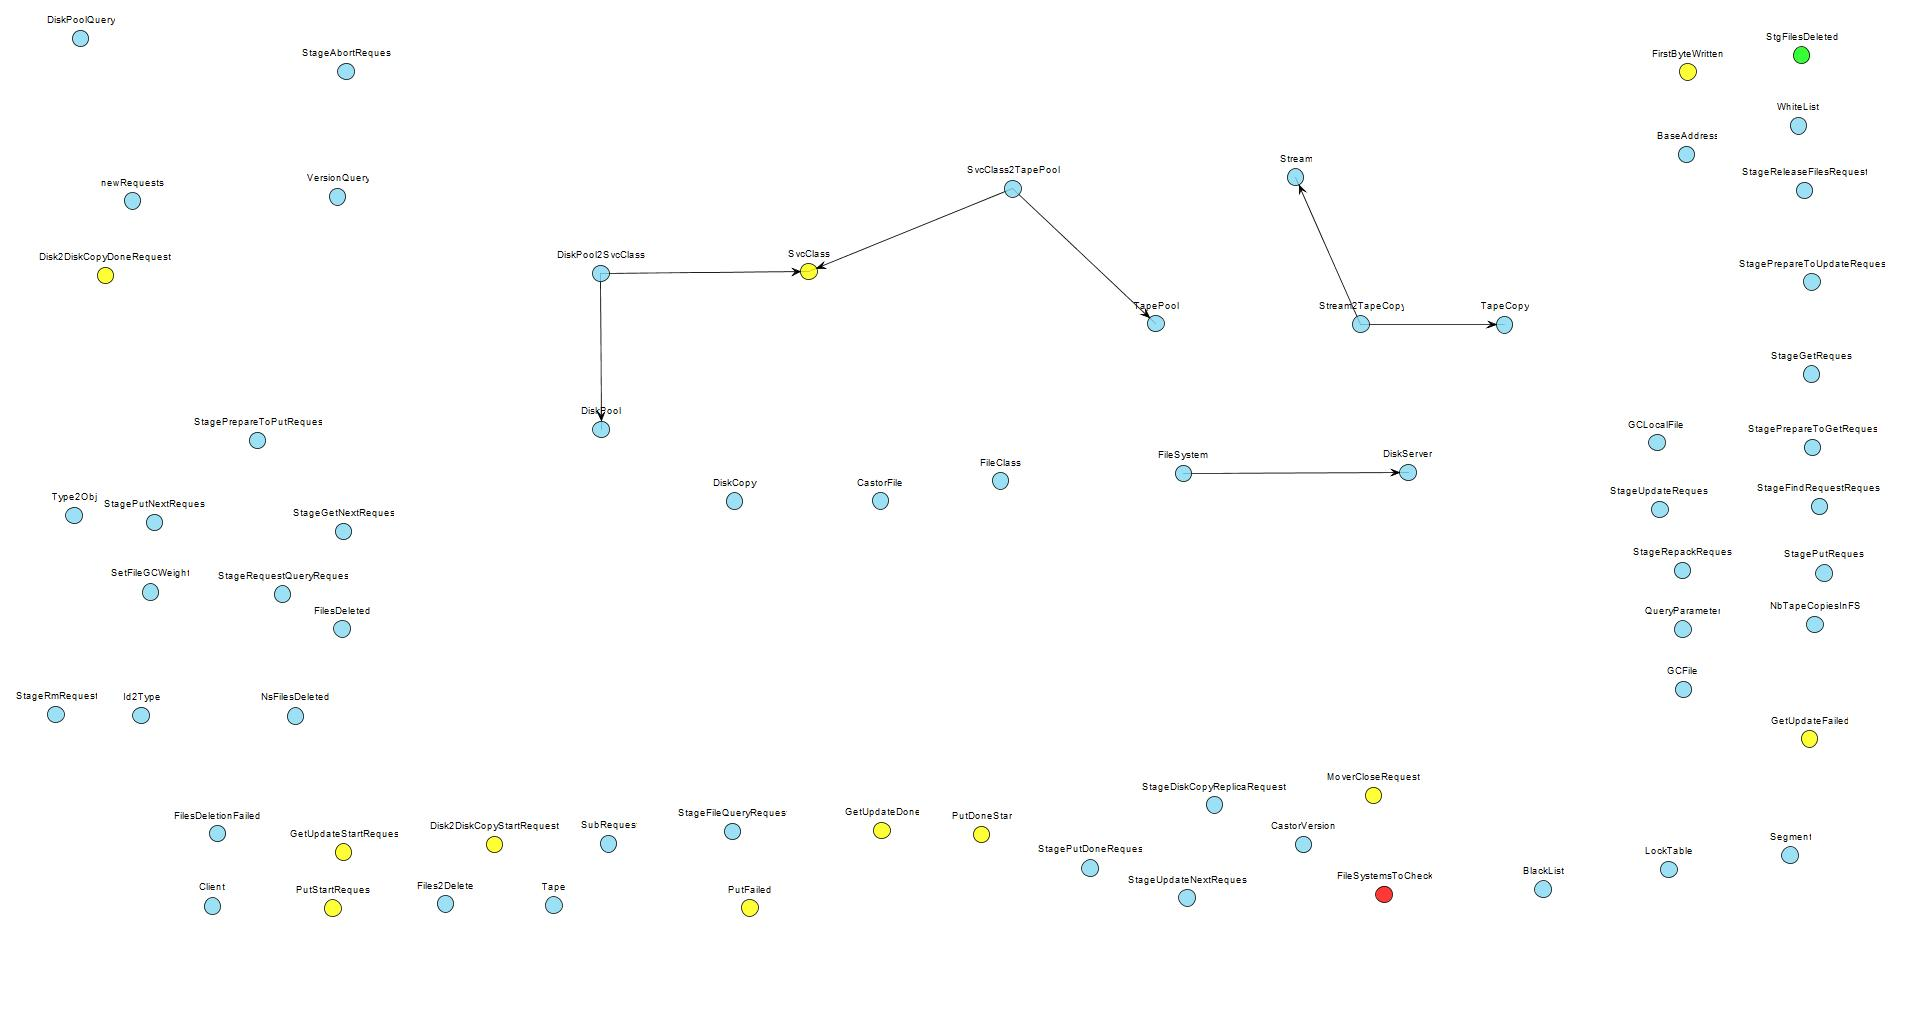 DiskPoolQuery
StgFilesDeleted
StageAbortReques
FirstByteWritten
WhiteList
BaseAddress
Stream
SvcClass2TapePool
StageReleaseFilesRequest
VersionQuery
newRequests
SvcClass
DiskPool2SvcClass
Disk2DiskCopyDoneRequest
StagePrepareToUpdateReques
TapePool
Stream2TapeCopy
TapeCopy
StageGetReques
DiskPool
StagePrepareToPutReques
GCLocalFile
StagePrepareToGetReques
FileSystem
DiskServer
FileClass
DiskCopy
CastorFile
StageUpdateReques
StageFindRequestReques
Type2Obj
StagePutNextReques
StageGetNextReques
StageRepackReques
StagePutReques
SetFileGCWeight
StageRequestQueryReques
NbTapeCopiesInFS
FilesDeleted
QueryParameter
GCFile
StageRmRequest
Id2Type
NsFilesDeleted
GetUpdateFailed
MoverCloseRequest
StageDiskCopyReplicaRequest
FilesDeletionFailed
GetUpdateStartReques
Disk2DiskCopyStartRequest
SubReques
StageFileQueryReques
GetUpdateDone
PutDoneStar
CastorVersion
Segment
StagePutDoneReques
LockTable
BlackList
FileSystemsToCheck
StageUpdateNextReques
Client
PutStartReques
Files2Delete
Tape
PutFailed